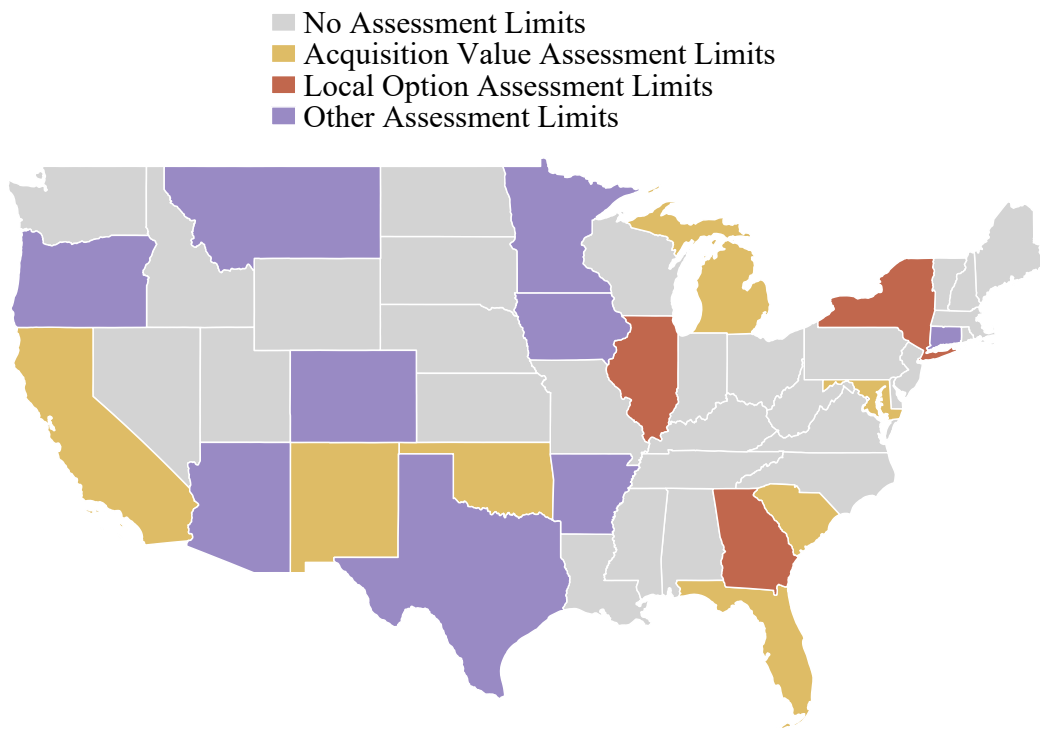 No Assessment Limits
Acquisition Value Assessment Limits
Local Option Assessment Limits
Other Assessment Limits